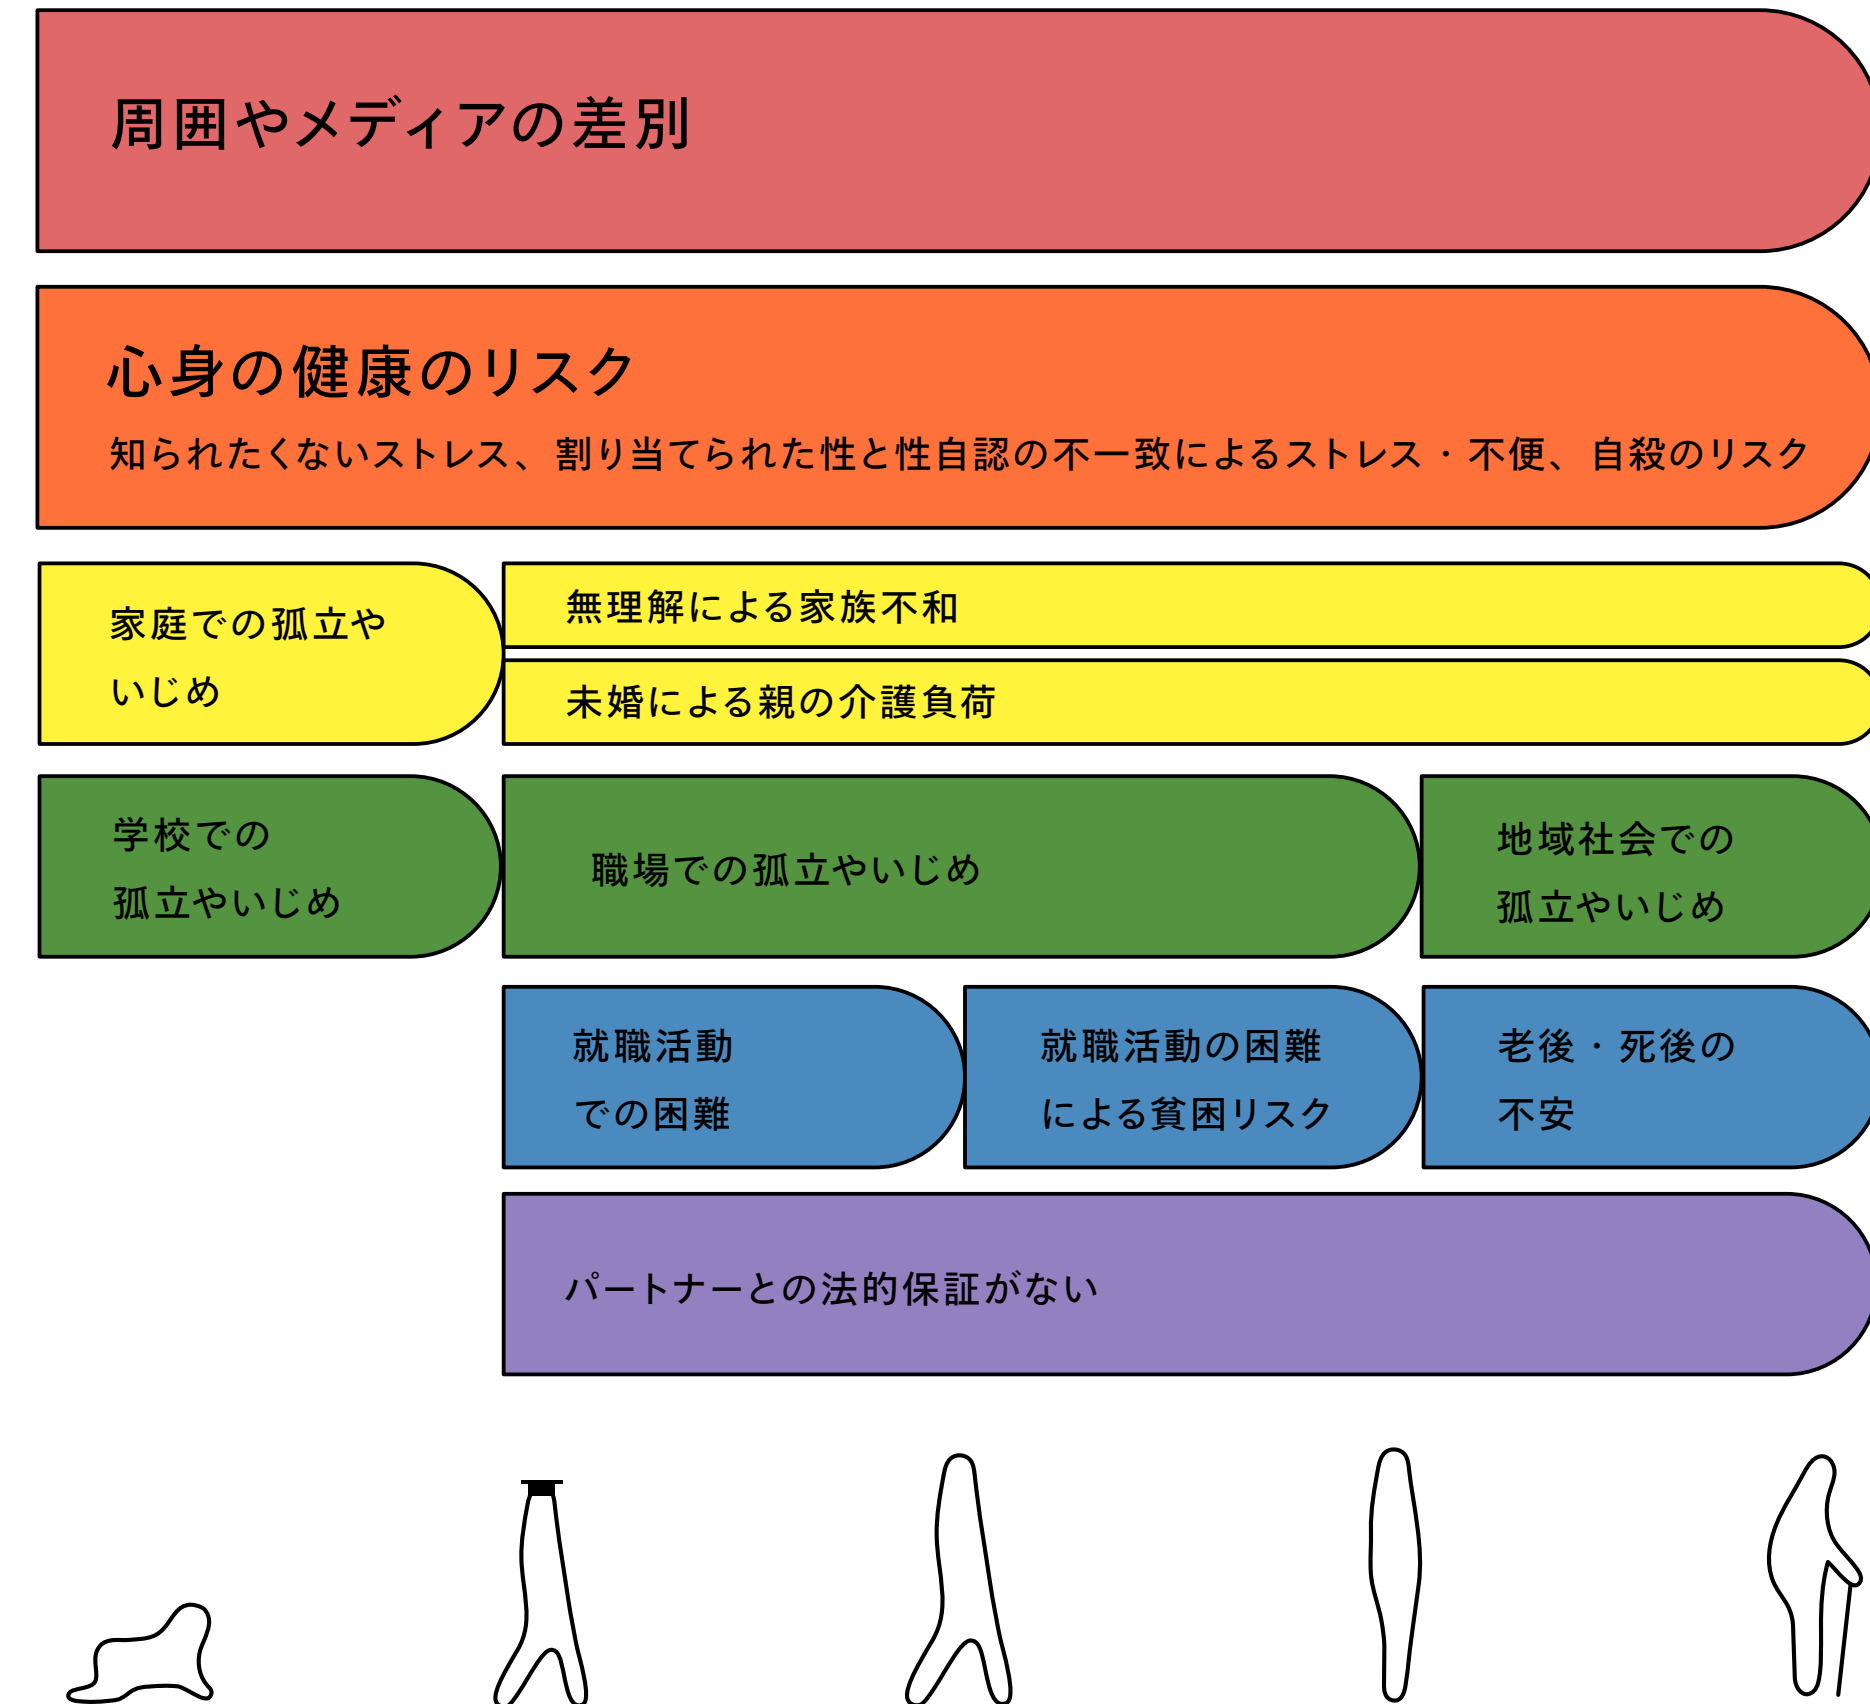 周囲やメディアの差別
心身の健康のリスク
知られたくないストレス、割り当てられた性と性自認の不一致によるストレス・不便、自殺のリスク
家庭での孤立や
いじめ
無理解による家族不和
未婚による親の介護負荷
学校での
孤立やいじめ
職場での孤立やいじめ
地域社会での
孤立やいじめ
就職活動
での困難
就職活動の困難
による貧困リスク
老後・死後の
不安
パートナーとの法的保証がない